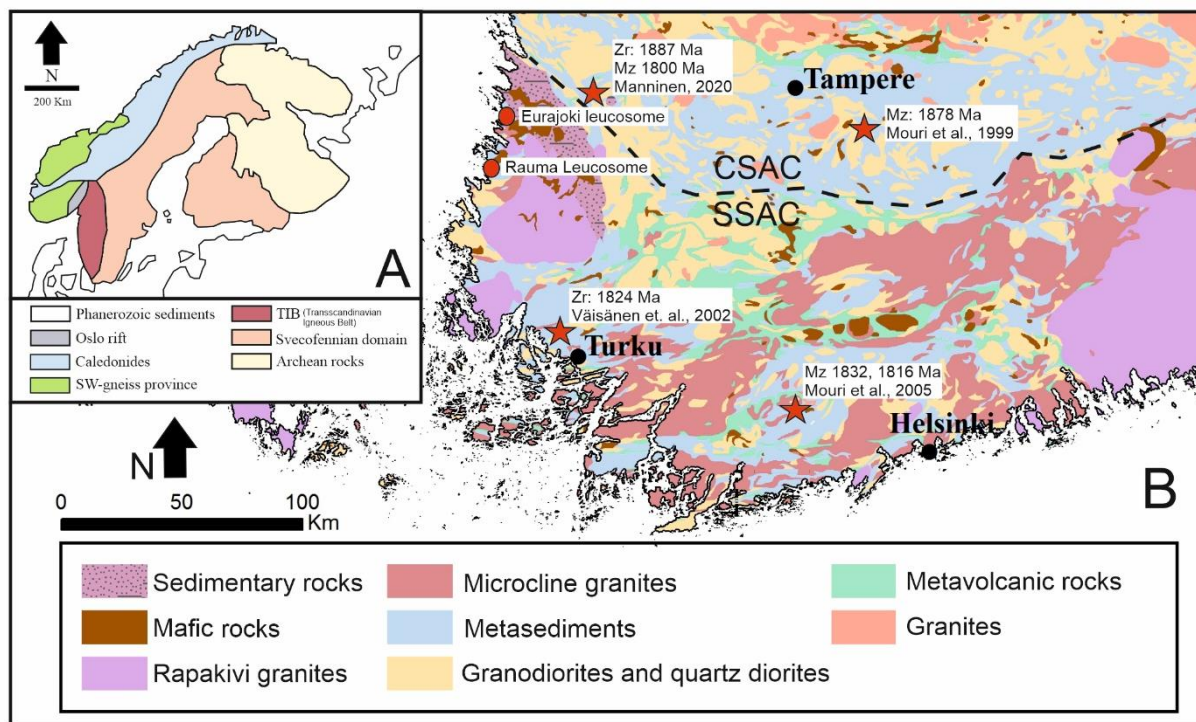 N
200 Km
A
Phanerozoic sediments
Oslo rift
Caledonides
SW-gneiss province
TIB (Transscandinavian
Igneous Belt)
Svecofennian domain
Archean rocks
Zr: 1887 Ma
Mz 1800 Ma
Manninen, 2020
Tampere
Mz: 1878 Ma
Mouri et al., 1999
Eurajoki leucosome
Rauma Leucosome
CSAC
SSAC
Zr: 1824 Ma
Väisänen et. al., 2002
Turku
Mz 1832, 1816 Ma
Mouri et al., 2005
Helsinki
B
N
0 50 100
Km
Sedimentary rocks
Mafic rocks
Rapakivi granites
Microcline granites
Metasediments
Granodiorites and quartz diorites
Metavolcanic rocks
Granites